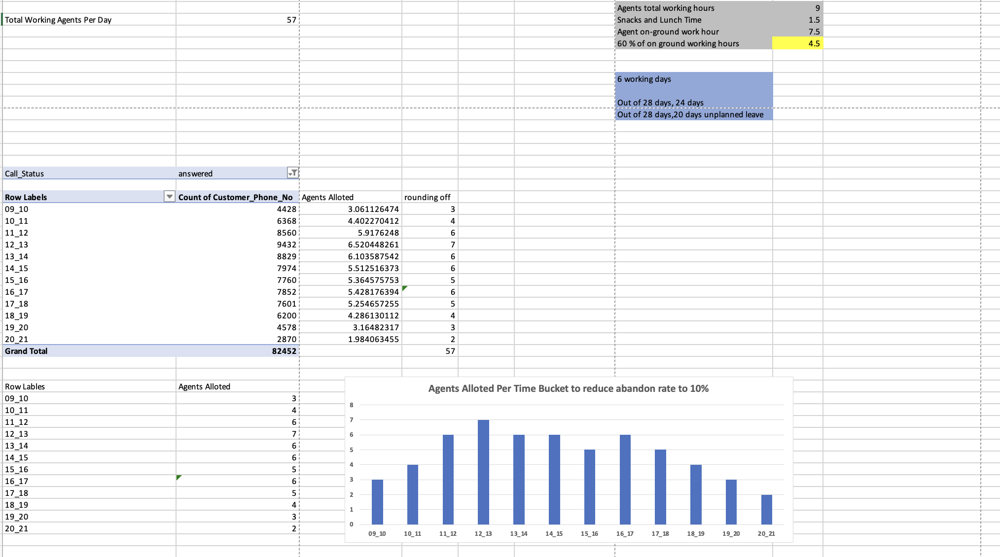 Agents total working hours 9
Total Working Agents Per Day 57
Snacks and Lunch Time 1.5
Agent on-ground work hour 7.5
60 % of on ground working hours 4.5
6 working days
Out of 28 days, 24 days
Out of 28 days,20 days unplanned leave
Call_Status answered
Row Labels Count of Customer_Phone_No Agents Alloted rounding off
09_10 4428 3.061126474 3
10_11 6368 4.402270412 4
11_12 8560 5.9176248 6
12_13 9432 6.520448261 7
13_14 8829 6.103587542 6
14_15 7974 5.512516373 6
15_16 7760 5.364575753 5
16_17 7852 5.428176394 6
17_18 7601 5.254657255 5
18_19 6200 4.286130112 4
19_20 4578 3.16482317 3
20_21 2870 1.984063455 2
Grand Total 82452 57
Row Lables Agents Alloted
09_10 3
10_11 4
11_12 6
12_13 7
13_14 6
14_15 6
15_16 5
16_17 6
17_18 5
18_19 4
19_20 3
20_21 2
Agents Alloted Per Time Bucket to reduce abandon rate to 10%
8
7
6
5
4
3
2
1
0
09_10 10_11 11_12 12_13 13_14 14_15 15_16 16_17 17_18 18_19 19_20 20_21